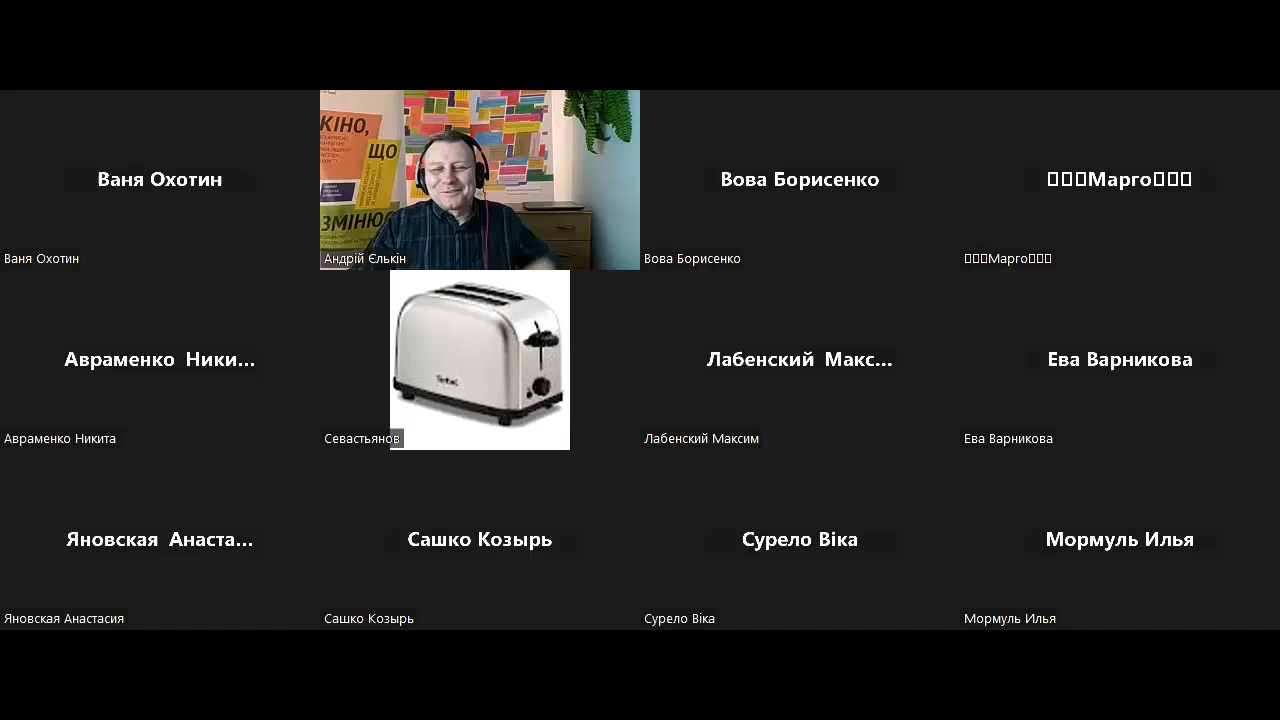 Ваня Охотин
Ваня Охотин
КІНО,
ЩО
ЗМІНЮЄ
Андрій Єлькін
Вова Борисенко
Вова Борисенко
▯▯▯Марго▯▯▯
▯▯▯Марго▯▯▯
Авраменко Ники...
Авраменко Никита
Tefal
Севастьянов
Лабенский Макс...
Лабенский Максим
Ева Варникова
Ева Варникова
Яновская Анаста...
Яновская Анастасия
Сашко Козырь
Сашко Козырь
Сурело Віка
Сурело Віка
Мормуль Илья
Мормуль Илья